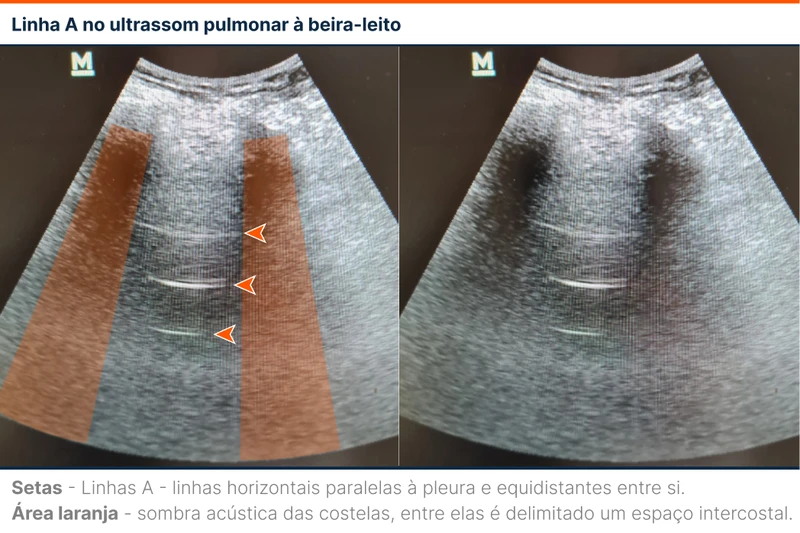 Linha A no ultrassom pulmonar à beira-leito
M
M
Setas - Linhas A - linhas horizontais paralelas à pleura e equidistantes entre si.
Área laranja - sombra acústica das costelas, entre elas é delimitado um espaço intercostal.